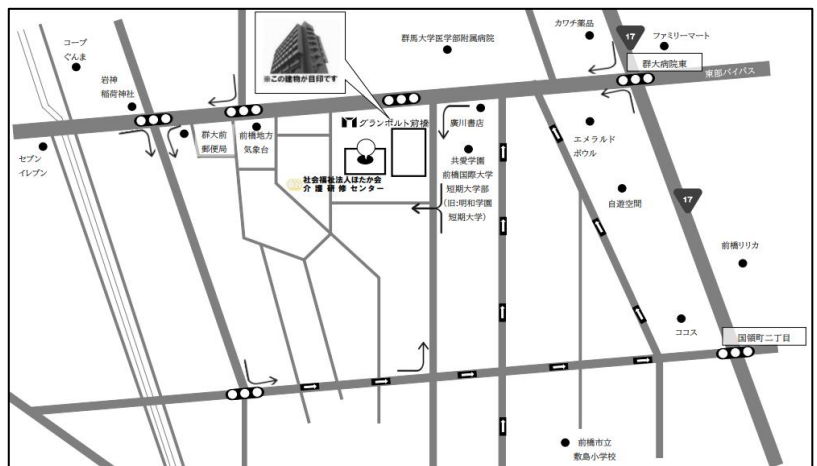 コープ
ぐんま
岩神
稲荷神社
セブン
イレブン
※この建物が目印です
群馬大学医学部附属病院
カワチ薬品
17
ファミリーマート
群大病院東
東部バイパス
群大前
郵便局
前橋地方
気象台
グランポルト前橋
社会福祉法人ほたか会
介護研修センター
廣川書店
共愛学園
前橋国際大学
短期大学部
(旧:明和学園
短期大学)
エメラルド
ボウル
自遊空間
17
前橋リリカ
ココス
国領町二丁目
前橋市立
敷島小学校